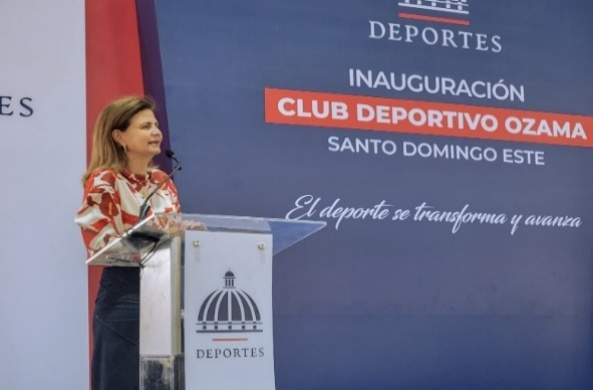 ES
DEPORTES
INAUGURACIÓN
CLUB DEPORTIVO OZAMA
SANTO DOMINGO ESTE
El deporte se transforma y avanza
DEPORTES